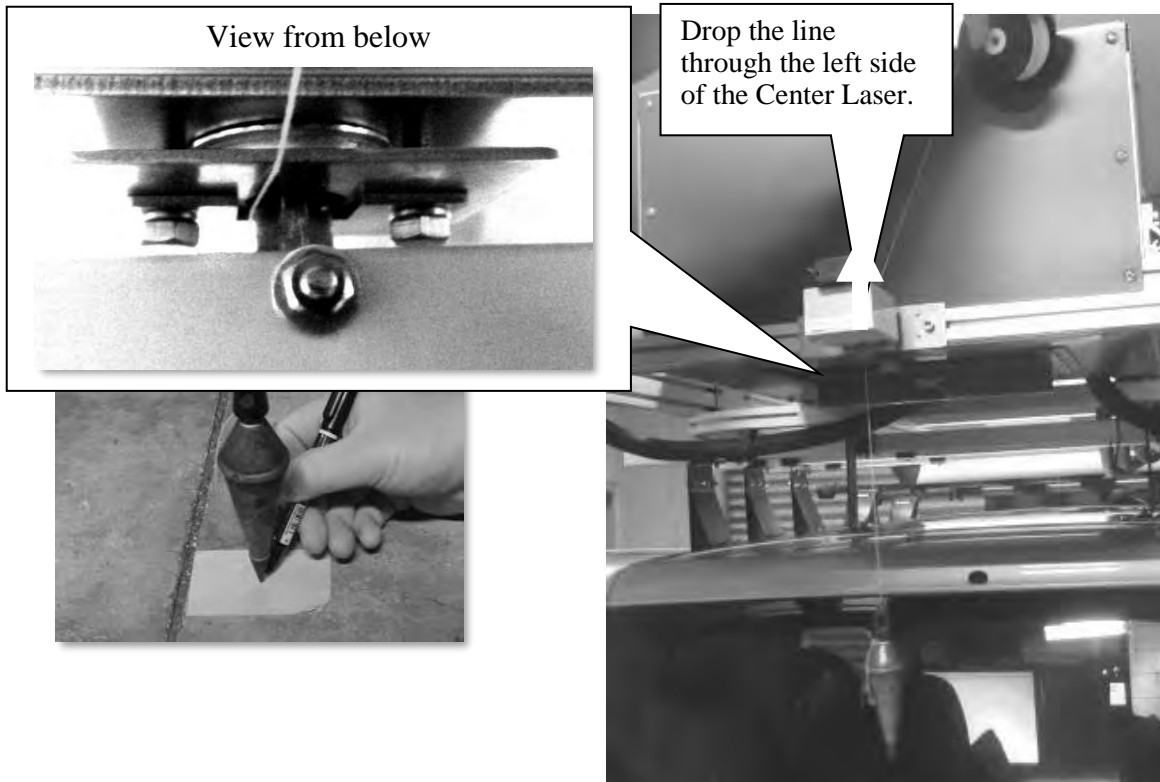 View from below
Drop the line
through the left side
of the Center Laser.